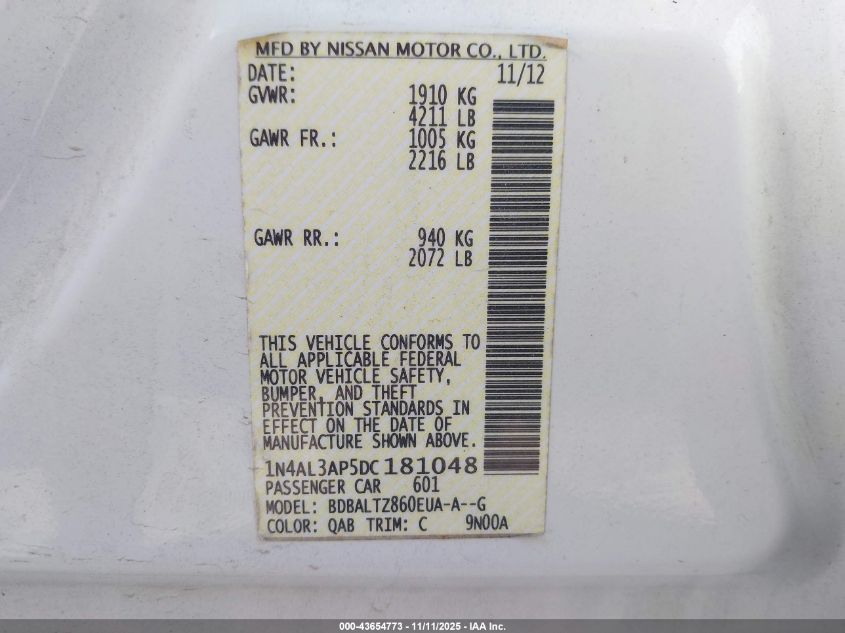 MFD BY NISSAN MOTOR CO., LTD.
DATE: 11/12
GVWR: 1910 KG
4211 LB
GAWR FR.: 1005 KG
2216 LB
GAWR RR.: 940 KG
2072 LB
THIS VEHICLE CONFORMS TO
ALL APPLICABLE FEDERAL
MOTOR VEHICLE SAFETY,
BUMPER, AND THEFT
PREVENTION STANDARDS IN
EFFECT ON THE DATE OF
MANUFACTURE SHOWN ABOVE.
1N4AL3AP5DC181048
PASSENGER CAR 601
MODEL: BDBALTZ860EUA-A--G
COLOR: QAB TRIM: C 9N00A
000-43654773 - 11/11/2025 - IAA Inc.